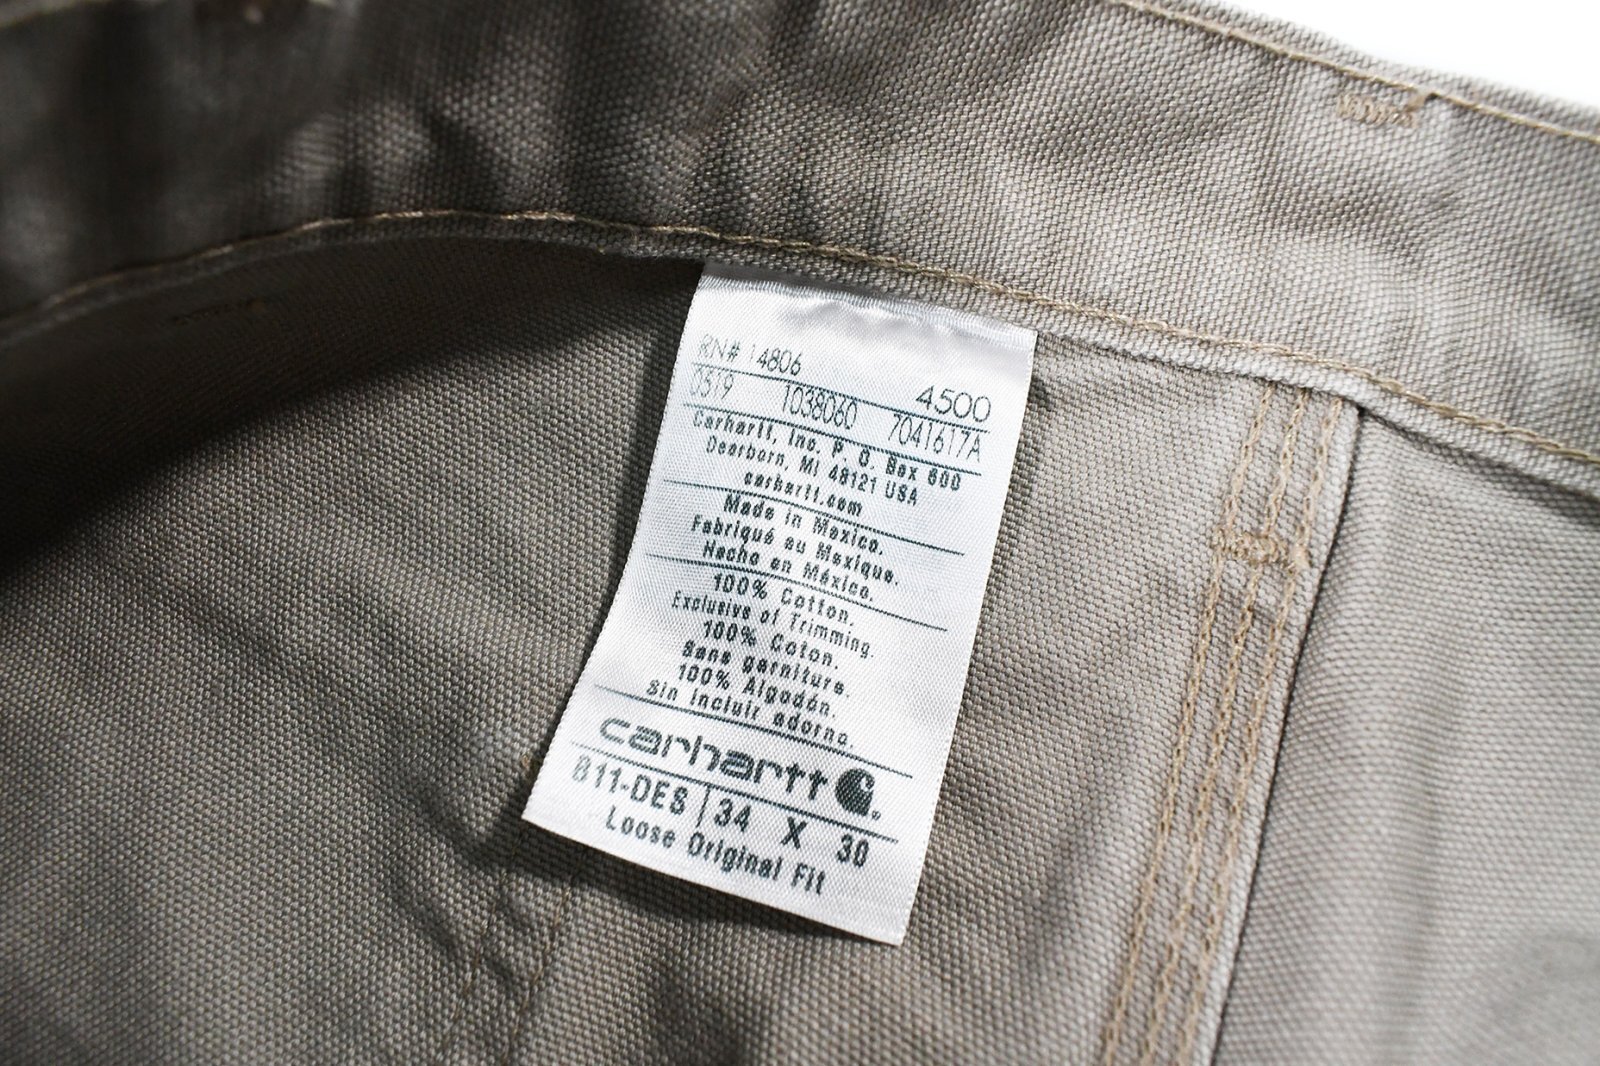 RN# 14806
4500
0519 1038060 7041617A
Carhartt, Inc. P. O. Box 600
Dearborn, MI 48121 USA
carhartt.com
Made in Mexico.
Fabriqué au Mexique.
Hecho en México.
100% Cotton.
Exclusive of Trimming.
100% Coton.
Sans garniture.
100% Algodón.
Sin incluir adorno.
carhartt
B11-DES 34 X 30
Loose Original Fit